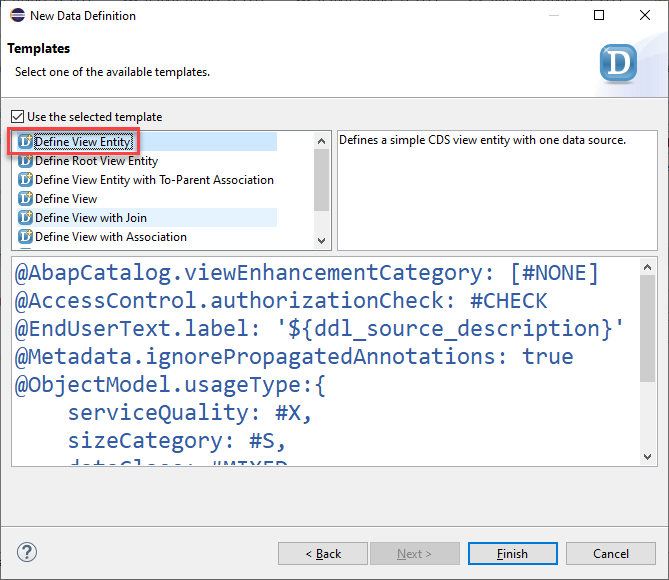 New Data Definition
Templates
Select one of the available templates.
D
Use the selected template
Define View Entity
Define Root View Entity
Define View Entity with To-Parent Association
Define View
Define View with Join
Define View with Association
Defines a simple CDS view entity with one data source.
@AbapCatalog.viewEnhancementCategory: [#NONE]
@AccessControl.authorizationCheck: #CHECK
@EndUserText.label: '${ddl_source_description}'
@Metadata.ignorePropagatedAnnotations: true
@ObjectModel.usageType:{
serviceQuality: #X,
sizeCategory: #S,
dataClass: #MIXED
?
< Back
Next >
Finish
Cancel